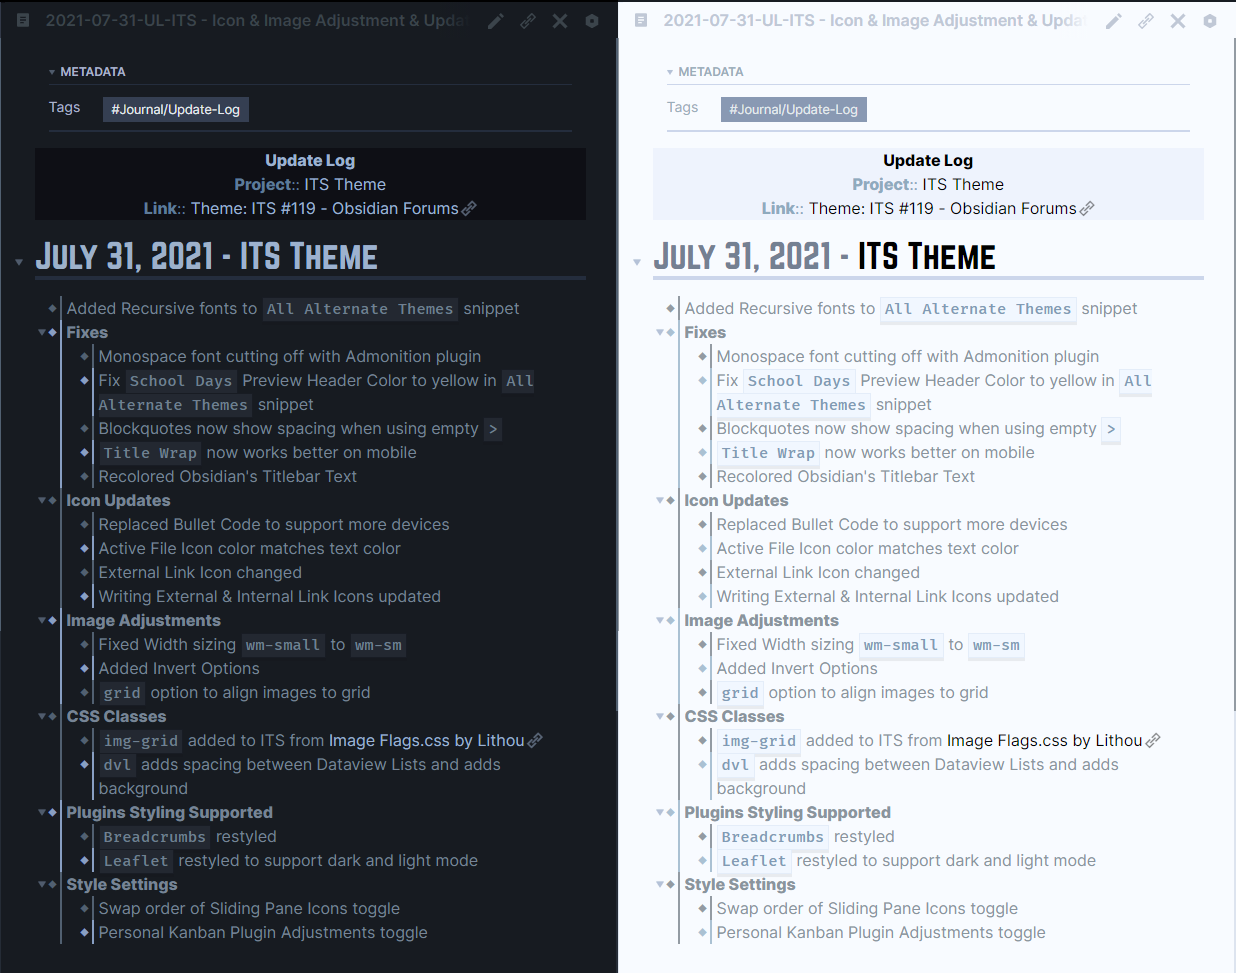 2021-07-31-UL-ITS - Icon & Image Adjustment & Upda
METADATA
Tags #Journal/Update-Log
Update Log
Project:: ITS Theme
Link:: Theme: ITS #119 - Obsidian Forums
July 31, 2021 - ITS Theme
Added Recursive fonts to All Alternate Themes snippet
Fixes
Monospace font cutting off with Admonition plugin
Fix School Days Preview Header Color to yellow in All
Alternate Themes snippet
Blockquotes now show spacing when using empty >
Title Wrap now works better on mobile
Recolored Obsidian's Titlebar Text
Icon Updates
Replaced Bullet Code to support more devices
Active File Icon color matches text color
External Link Icon changed
Writing External & Internal Link Icons updated
Image Adjustments
Fixed Width sizing wm-small to wm-sm
Added Invert Options
grid option to align images to grid
CSS Classes
img-grid added to ITS from Image Flags.css by Lithou
dvl adds spacing between Dataview Lists and adds
background
Plugins Styling Supported
Breadcrumbs restyled
Leaflet restyled to support dark and light mode
Style Settings
Swap order of Sliding Pane Icons toggle
Personal Kanban Plugin Adjustments toggle
2021-07-31-UL-ITS - Icon & Image Adjustment & Upda
METADATA
Tags #Journal/Update-Log
Update Log
Project:: ITS Theme
Link:: Theme: ITS #119 - Obsidian Forums
July 31, 2021 - ITS Theme
Added Recursive fonts to All Alternate Themes snippet
Fixes
Monospace font cutting off with Admonition plugin
Fix School Days Preview Header Color to yellow in All
Alternate Themes snippet
Blockquotes now show spacing when using empty >
Title Wrap now works better on mobile
Recolored Obsidian's Titlebar Text
Icon Updates
Replaced Bullet Code to support more devices
Active File Icon color matches text color
External Link Icon changed
Writing External & Internal Link Icons updated
Image Adjustments
Fixed Width sizing wm-small to wm-sm
Added Invert Options
grid option to align images to grid
CSS Classes
img-grid added to ITS from Image Flags.css by Lithou
dvl adds spacing between Dataview Lists and adds
background
Plugins Styling Supported
Breadcrumbs restyled
Leaflet restyled to support dark and light mode
Style Settings
Swap order of Sliding Pane Icons toggle
Personal Kanban Plugin Adjustments toggle